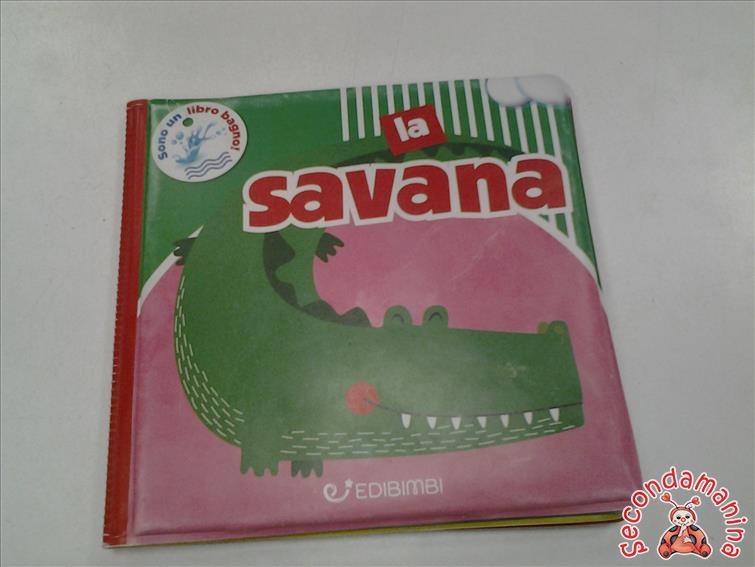 Sono un libro bagno!
la
savana
EDIBIMBI
secondamanina